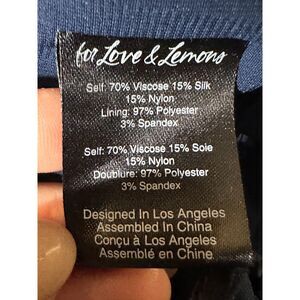 for Love & Lemons
Self: 70% Viscose 15% Silk
15% Nylon
Lining: 97% Polyester
3% Spandex
Self: 70% Viscose 15% Soie
15% Nylon
Doublure: 97% Polyester
3% Spandex
Designed In Los Angeles
Assembled In China
Conçu à Los Angeles
Assemblé en Chine